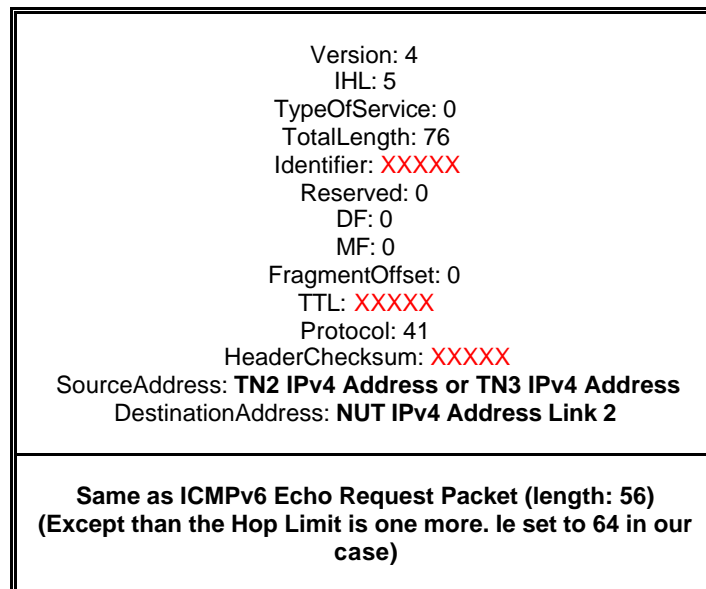 Version: 4
IHL: 5
TypeOfService: 0
TotalLength: 76
Identifier: XXXXX
Reserved: 0
DF: 0
MF: 0
FragmentOffset: 0
TTL: XXXXX
Protocol: 41
HeaderChecksum: XXXXX
SourceAddress: TN2 IPv4 Address or TN3 IPv4 Address
DestinationAddress: NUT IPv4 Address Link 2
Same as ICMPv6 Echo Request Packet (length: 56)
(Except than the Hop Limit is one more. Ie set to 64 in our
case)